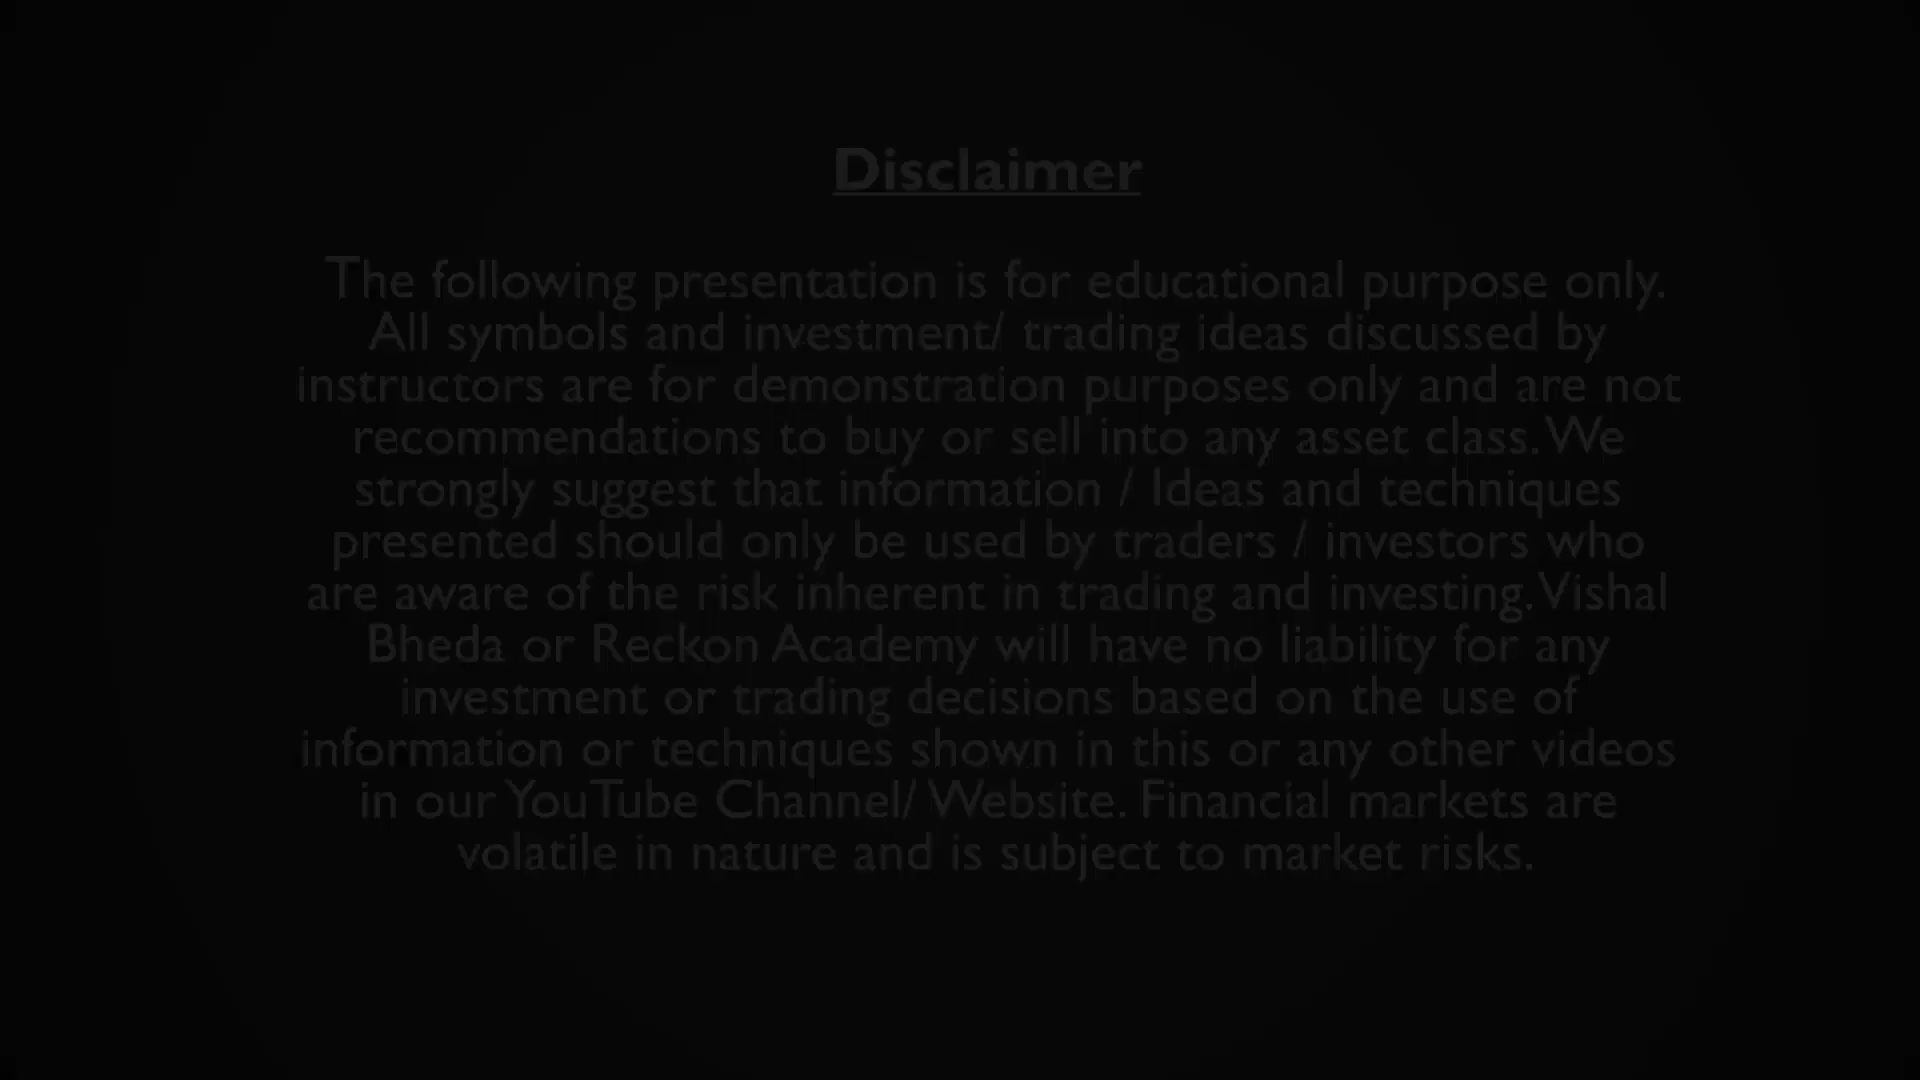 Disclaimer
The following presentation is for educational purpose only.
All symbols and investment/ trading ideas discussed by
instructors are for demonstration purposes only and are not
recommendations to buy or sell into any asset class. We
strongly suggest that information / Ideas and techniques
presented should only be used by traders / investors who
are aware of the risk inherent in trading and investing. Vishal
Bheda or Reckon Academy will have no liability for any
investment or trading decisions based on the use of
information or techniques shown in this or any other videos
in our YouTube Channel/ Website. Financial markets are
volatile in nature and is subject to market risks.